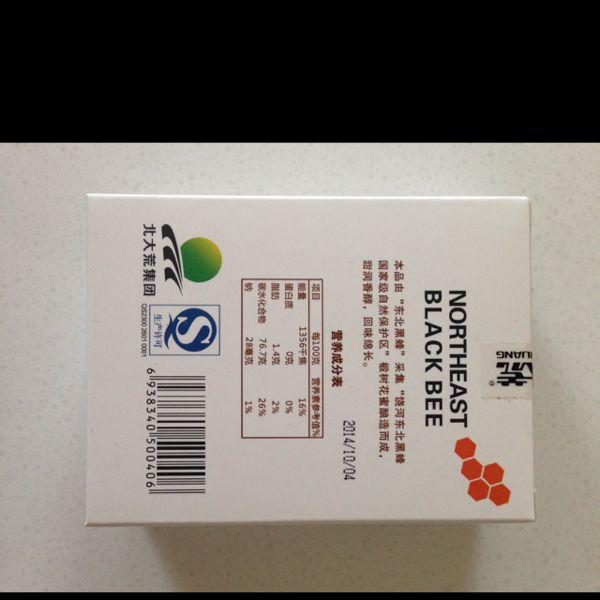 NORTHEAST
BLACK BEE
本品由“东北黑蜂”采集“饶河东北黑蜂
国家级自然保护区”椴树花蜜酿造而成，
甜润香醇，回味绵长。
营养成分表
项目 每100克 营养素参考值%
能量 1356千焦 16%
蛋白质 0克 0%
脂肪 1.4克 2%
碳水化合物 76.7克 26%
钠 28毫克 1%
2014/10/04
北大荒集团
生产许可
QS2300 2601 0001
6 938340 500406
UANG
®